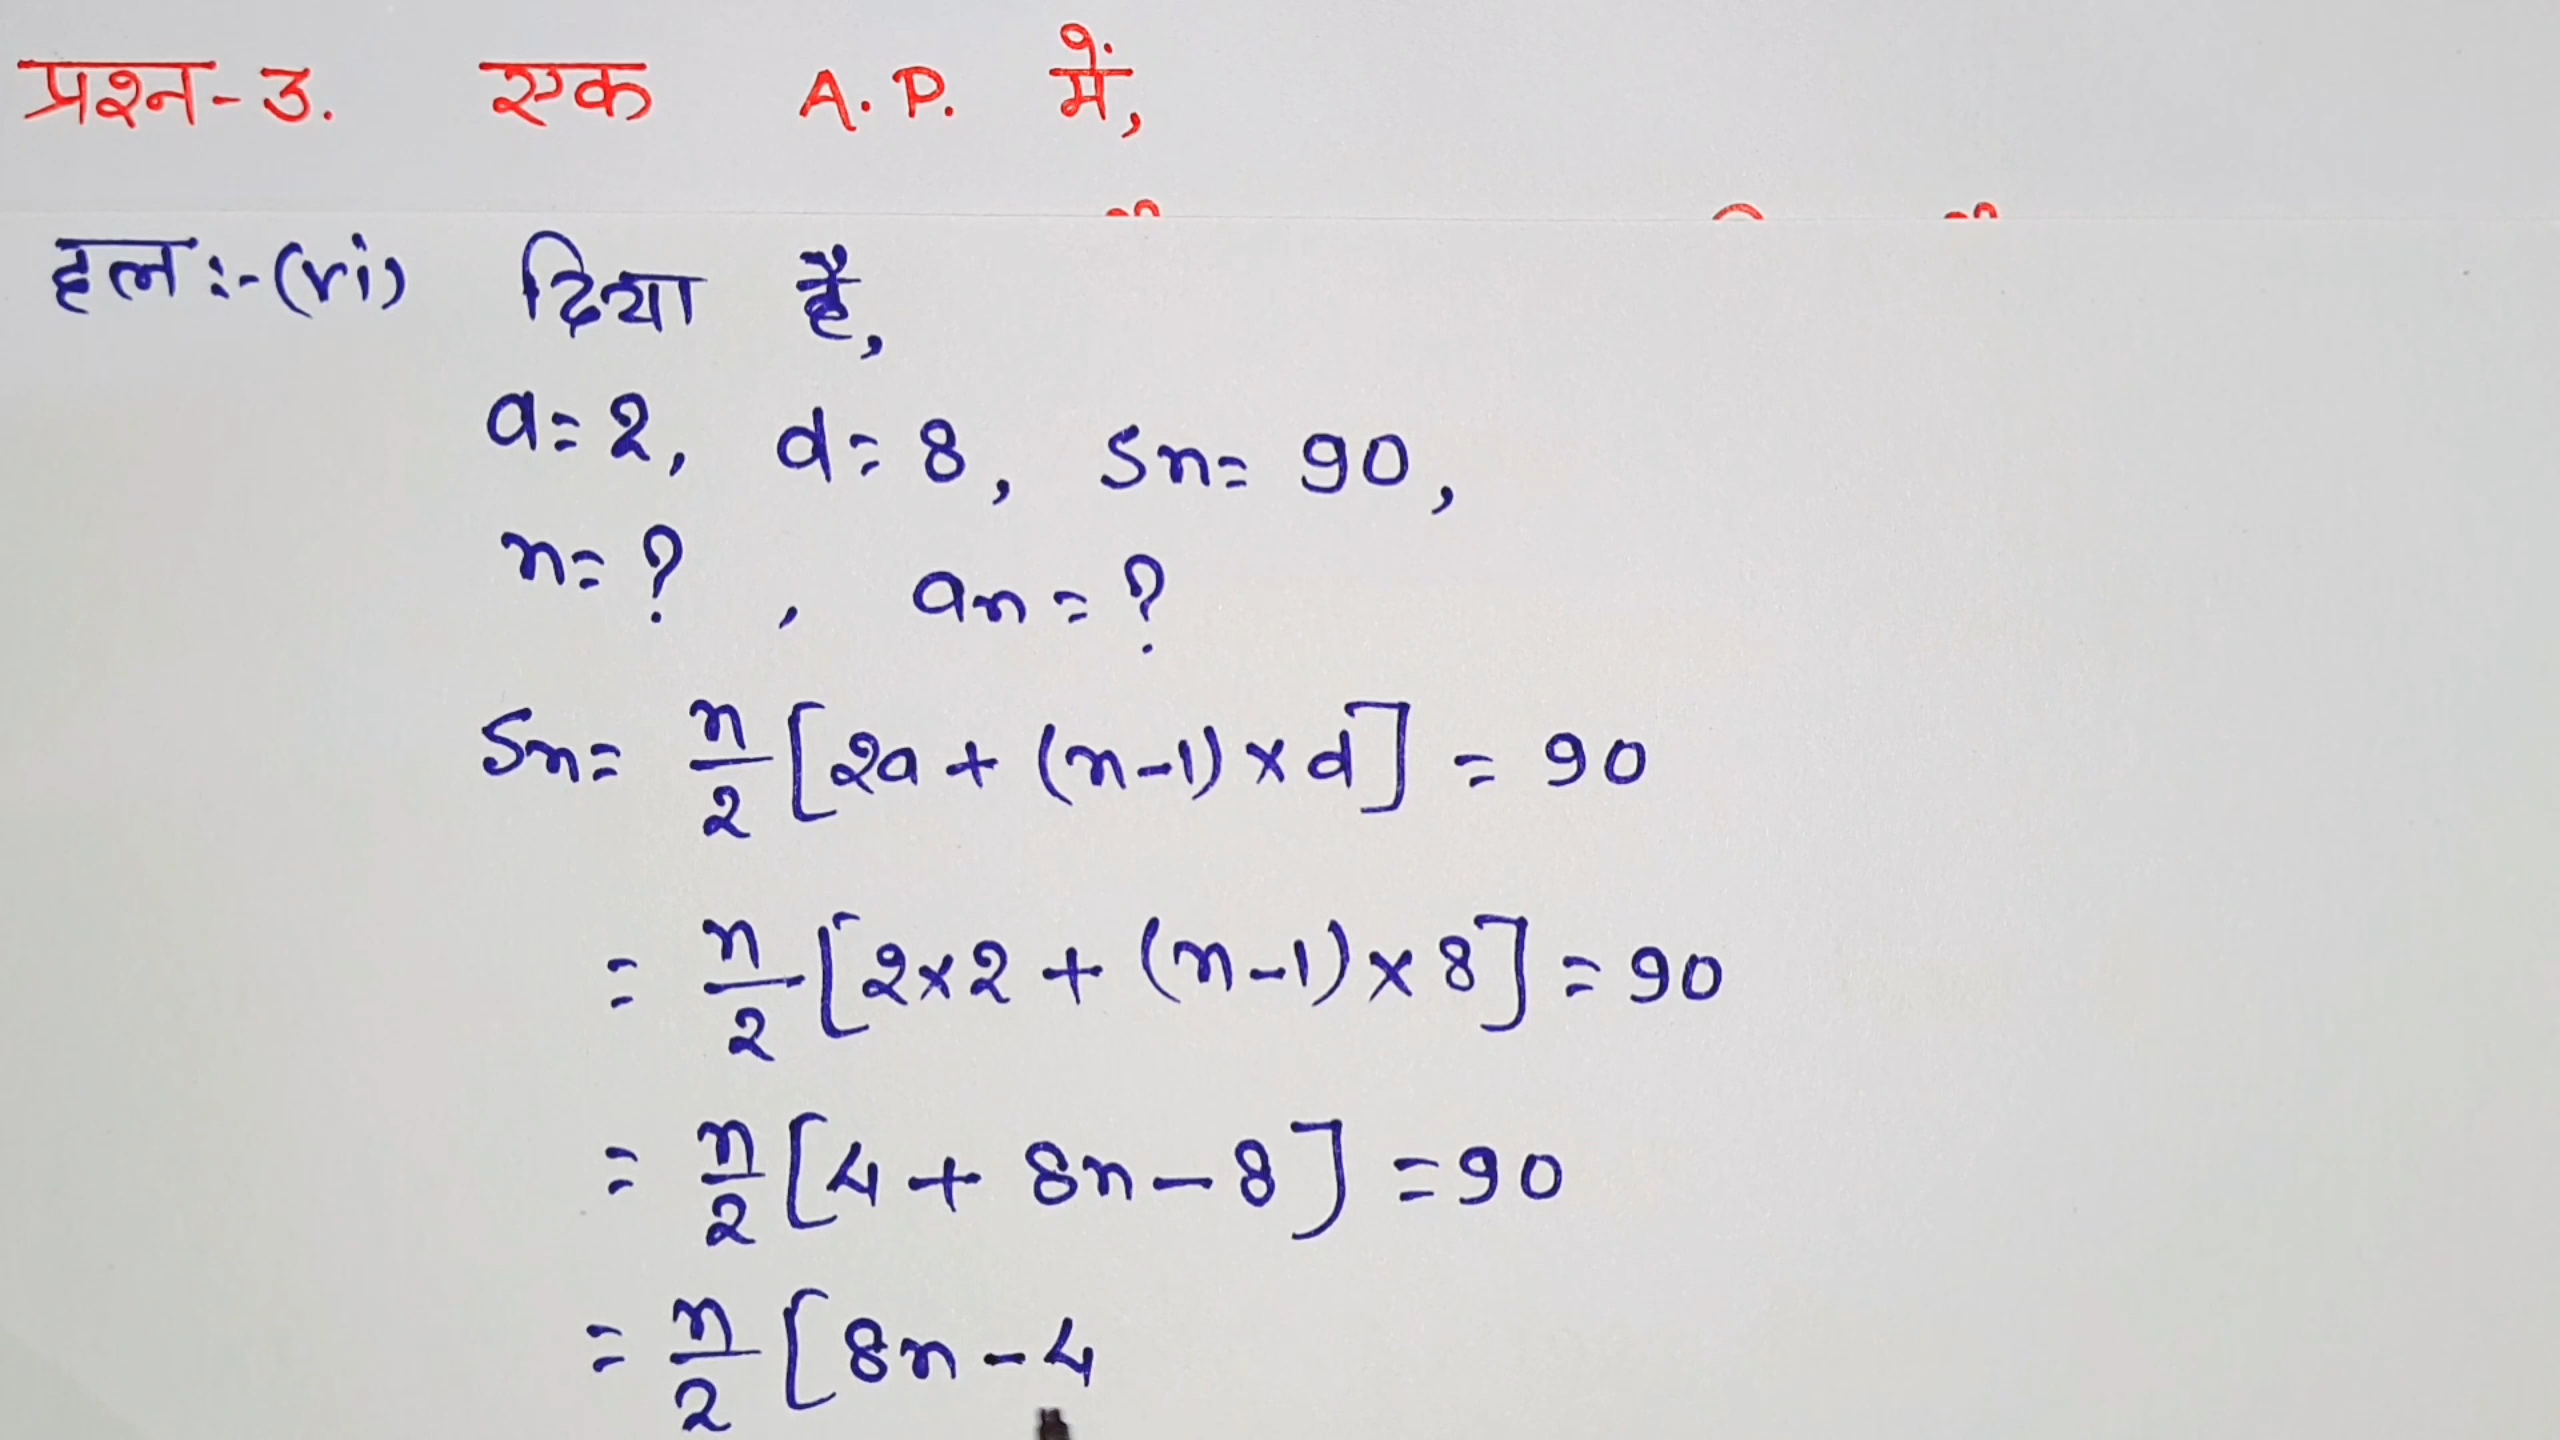 प्रश्न-3. एक A.P. में,
हल:-(vi) दिया है,
a=2, d=8, Sn=90,
n=?, an=?
Sn= n/2 [2a+(n-1)×d] = 90
= n/2 [2×2+(n-1)×8] = 90
= n/2 [4+8n-8] = 90
= n/2 [8n-4